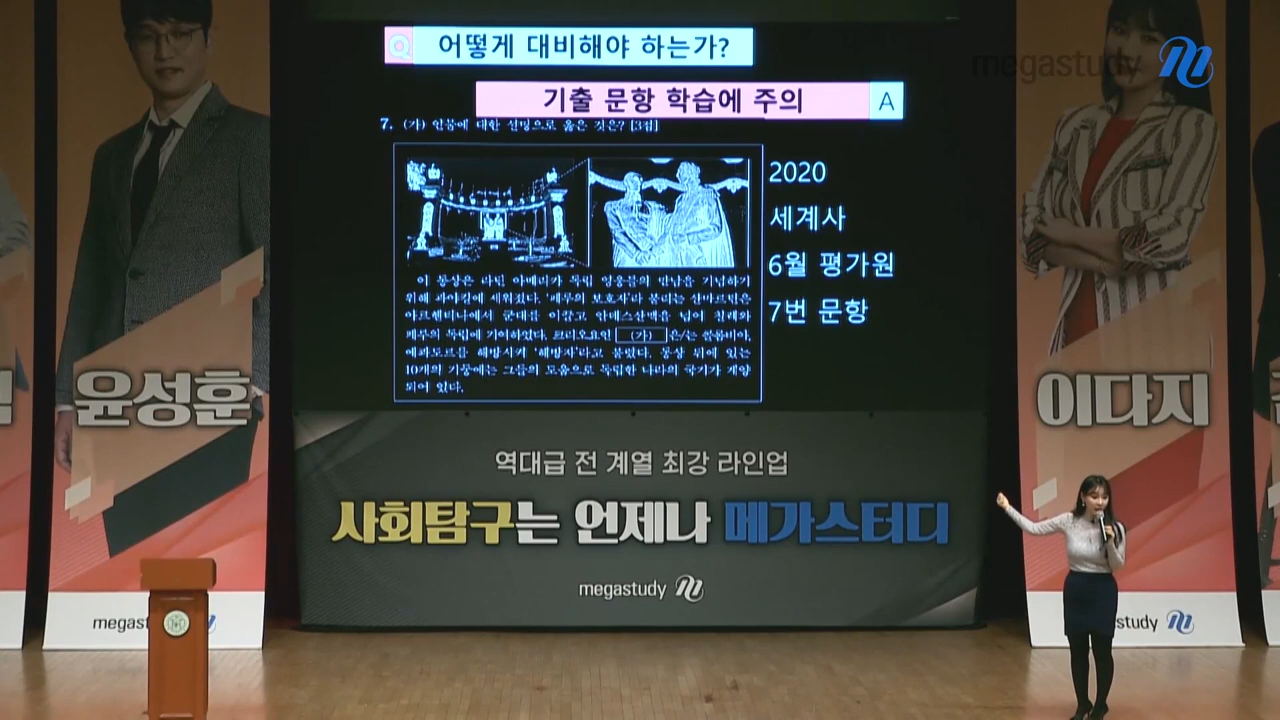 Q 어떻게 대비해야 하는가?
기출 문항 학습에 주의 A
megastudy
7. (가) 인물에 대한 설명으로 옳은 것은? [3점]
이 동상은 라틴 아메리카 독립 영웅들의 만남을 기념하기
위해 과야킬에 세워졌다. '페루의 보호자'라 불리는 산마르틴은
아르헨티나에서 군대를 이끌고 안데스산맥을 넘어 칠레와
페루의 독립에 기여하였다. 크리오요인 (가) 은/는 콜롬비아,
에콰도르를 해방시켜 '해방자'라고 불렸다. 동상 뒤에 있는
10개의 기둥에는 그들의 도움으로 독립한 나라의 국기가 게양
되어 있다.
2020
세계사
6월 평가원
7번 문항
윤성훈
이다지
역대급 전 계열 최강 라인업
사회탐구는 언제나 메가스터디
megastudy
megast
study